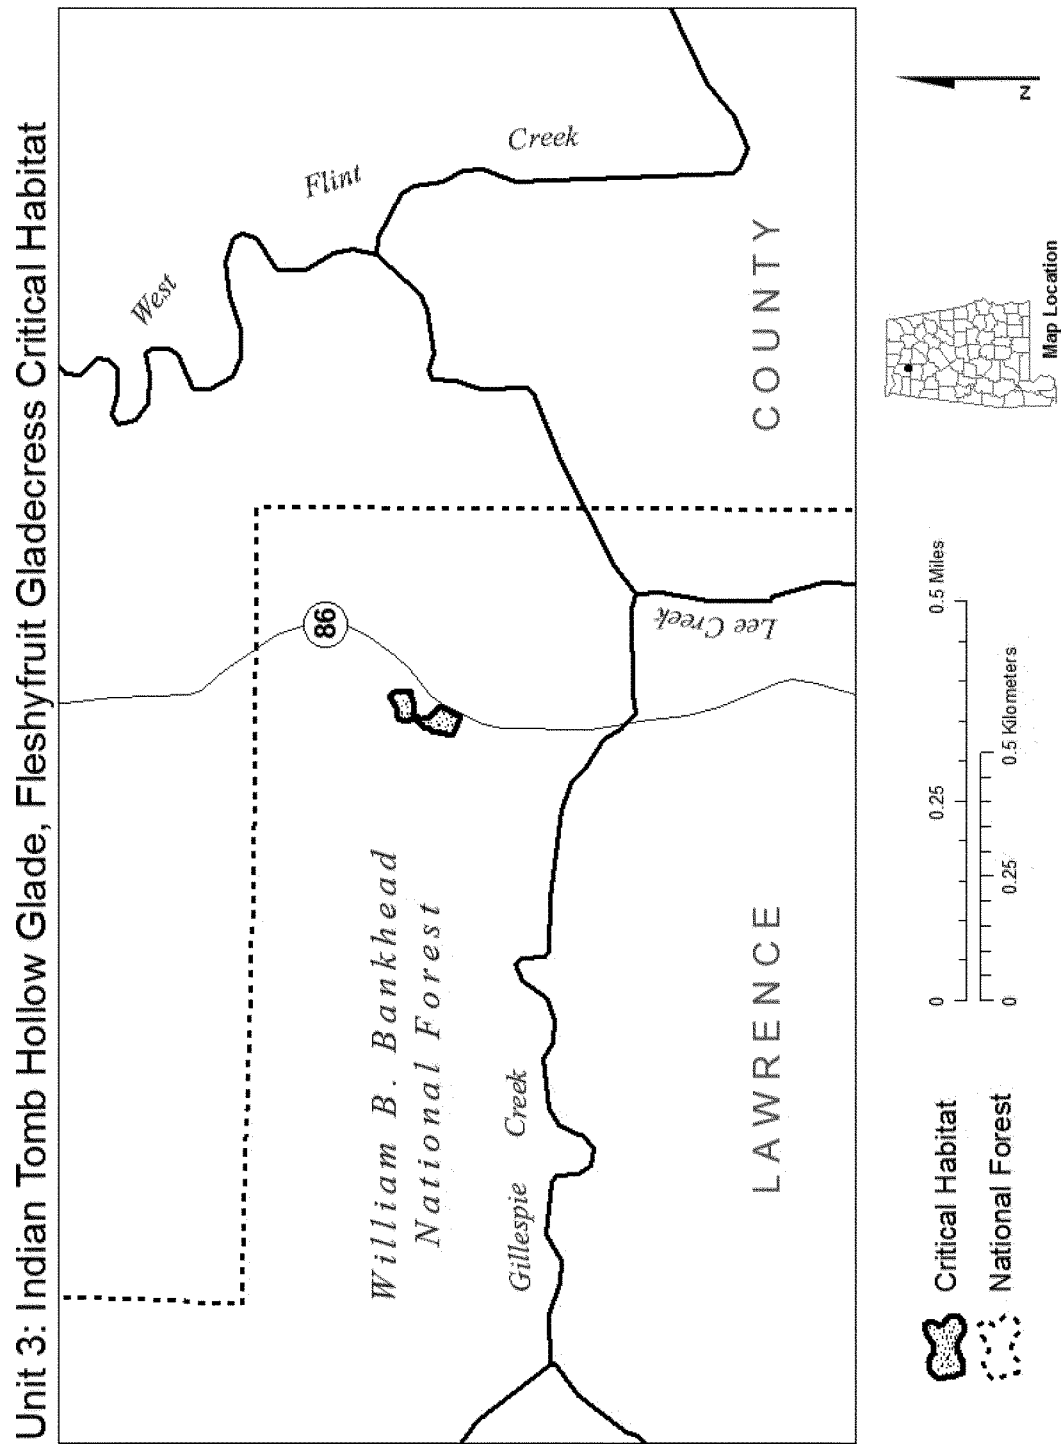 Unit 3: Indian Tomb Hollow Glade, Fleshyfruit Gladecress Critical Habitat
West
Flint
Creek
86
William B. Bankhead
National Forest
Gillespie Creek
Lee Creek
LAWRENCE COUNTY
Critical Habitat
National Forest
0 0.25 0.5 Miles
0 0.25 0.5 Kilometers
Map Location
N